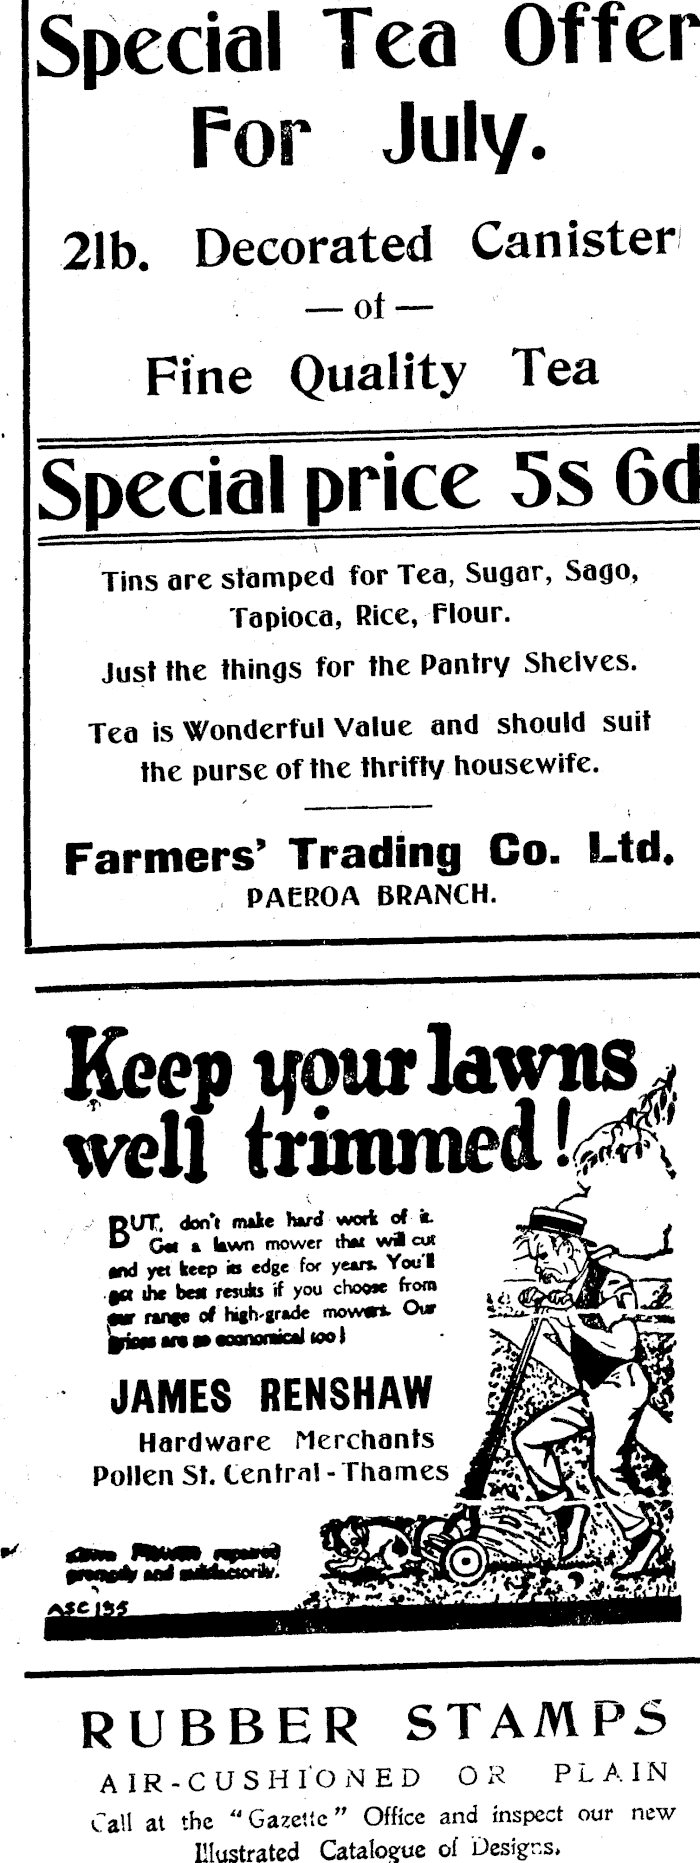 Special Tea Offer
For July.
2lb. Decorated Canister
— of —
Fine Quality Tea
Special price 5s 6d
Tins are stamped for Tea, Sugar, Sago,
Tapioca, Rice, Flour.
Just the things for the Pantry Shelves.
Tea is Wonderful Value and should suit
the purse of the thrifty housewife.
Farmers' Trading Co. Ltd.
PAEROA BRANCH.
Keep your lawns
well trimmed!
BUT, don't make hard work of it.
Get a lawn mower that will cut
and yet keep its edge for years. You'll
get the best results if you choose from
our range of high-grade mowers. Our
prices are so economical too!
JAMES RENSHAW
Hardware Merchants
Pollen St. Central - Thames
Lawn Mowers repaired
promptly and satisfactorily.
ASC 135
RUBBER STAMPS
AIR-CUSHIONED OR PLAIN
Call at the "Gazette" Office and inspect our new
Illustrated Catalogue of Designs.